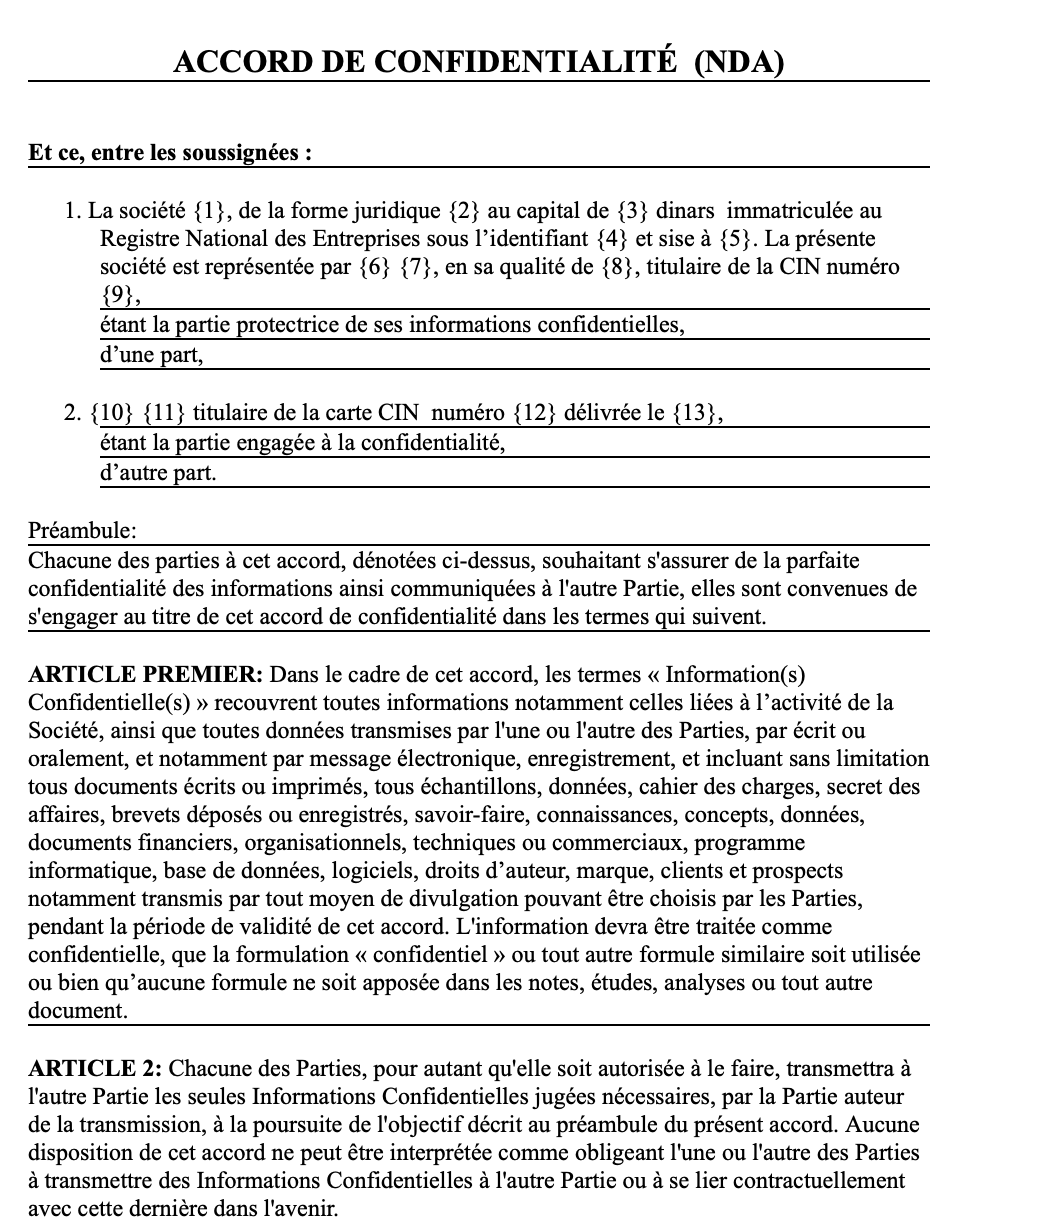 ACCORD DE CONFIDENTIALITÉ (NDA)
Et ce, entre les soussignées :
1. La société {1}, de la forme juridique {2} au capital de {3} dinars immatriculée au
Registre National des Entreprises sous l’identifiant {4} et sise à {5}. La présente
société est représentée par {6} {7}, en sa qualité de {8}, titulaire de la CIN numéro
{9},
étant la partie protectrice de ses informations confidentielles,
d’une part,
2. {10} {11} titulaire de la carte CIN numéro {12} délivrée le {13},
étant la partie engagée à la confidentialité,
d’autre part.
Préambule:
Chacune des parties à cet accord, dénotées ci-dessus, souhaitant s'assurer de la parfaite
confidentialité des informations ainsi communiquées à l'autre Partie, elles sont convenues de
s'engager au titre de cet accord de confidentialité dans les termes qui suivent.
ARTICLE PREMIER: Dans le cadre de cet accord, les termes « Information(s)
Confidentielle(s) » recouvrent toutes informations notamment celles liées à l’activité de la
Société, ainsi que toutes données transmises par l'une ou l'autre des Parties, par écrit ou
oralement, et notamment par message électronique, enregistrement, et incluant sans limitation
tous documents écrits ou imprimés, tous échantillons, données, cahier des charges, secret des
affaires, brevets déposés ou enregistrés, savoir-faire, connaissances, concepts, données,
documents financiers, organisationnels, techniques ou commerciaux, programme
informatique, base de données, logiciels, droits d’auteur, marque, clients et prospects
notamment transmis par tout moyen de divulgation pouvant être choisis par les Parties,
pendant la période de validité de cet accord. L'information devra être traitée comme
confidentielle, que la formulation « confidentiel » ou tout autre formule similaire soit utilisée
ou bien qu’aucune formule ne soit apposée dans les notes, études, analyses ou tout autre
document.
ARTICLE 2: Chacune des Parties, pour autant qu'elle soit autorisée à le faire, transmettra à
l'autre Partie les seules Informations Confidentielles jugées nécessaires, par la Partie auteur
de la transmission, à la poursuite de l'objectif décrit au préambule du présent accord. Aucune
disposition de cet accord ne peut être interprétée comme obligeant l'une ou l'autre des Parties
à transmettre des Informations Confidentielles à l'autre Partie ou à se lier contractuellement
avec cette dernière dans l'avenir.